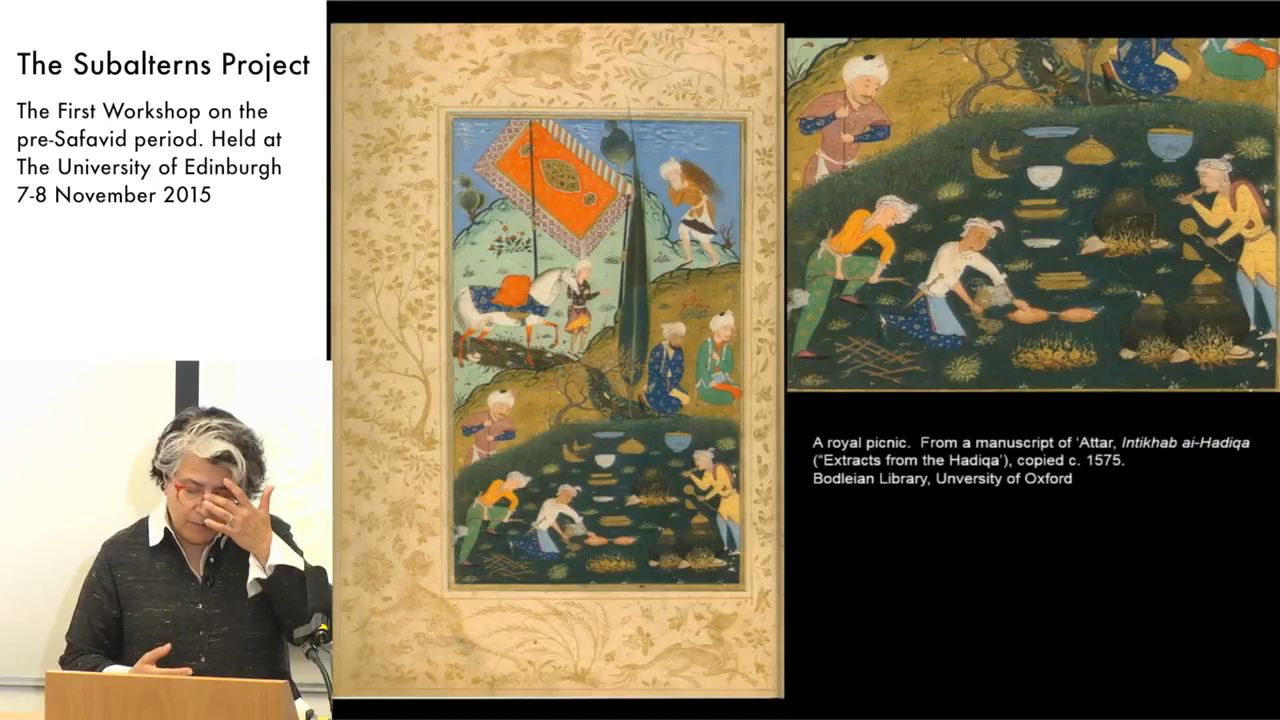 The Subalterns Project
The First Workshop on the
pre-Safavid period. Held at
The University of Edinburgh
7-8 November 2015
A royal picnic.  From a manuscript of ‘Attar, Intikhab ai-Hadiqa
(“Extracts from the Hadiqa’), copied c. 1575.
Bodleian Library, Unversity of Oxford